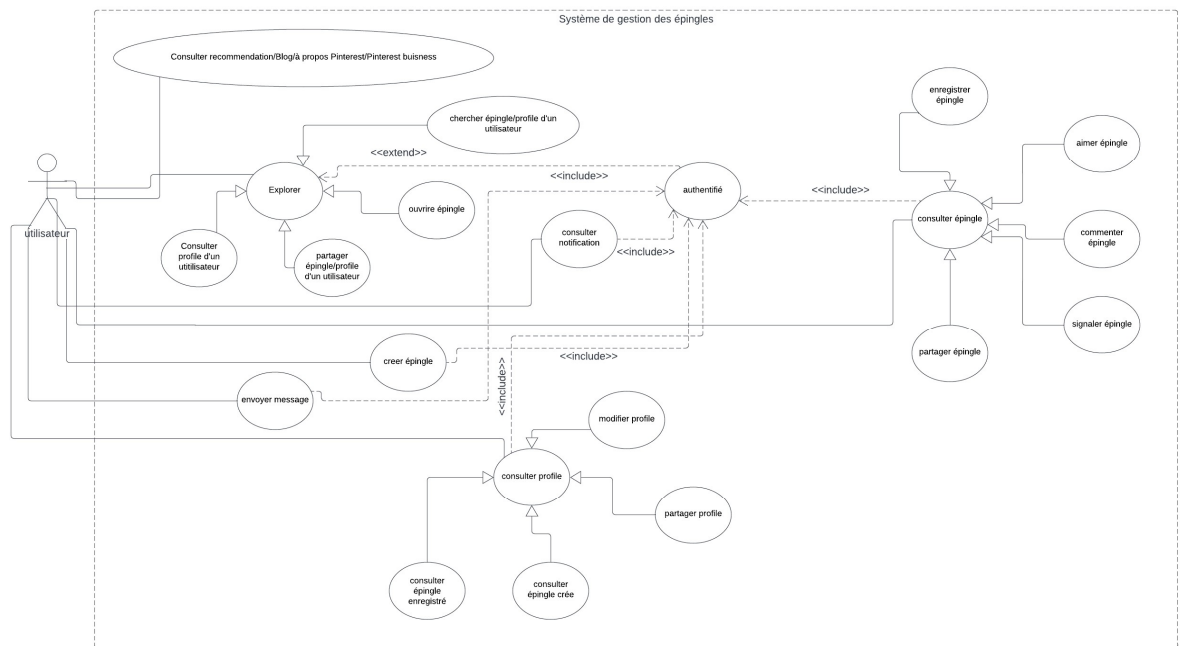 Système de gestion des épingles
Consulter recommendation/Blog/à propos Pinterest/Pinterest buisness
enregistrer
épingle
chercher épingle/profile d'un
utilisateur
aimer épingle
<<extend>>
<<include>>
<<include>>
Explorer
authentifié
ouvrire épingle
consulter épingle
utilisateur
Consulter
profile d'un
utitilisateur
partager
épingle/profile
d'un utilisateur
consulter
notification
<<include>>
commenter
épingle
signaler épingle
creer épingle
<<include>>
partager épingle
<<include>>
envoyer message
modifier profile
consulter profile
partager profile
consulter
épingle
enregistré
consulter
épingle crée